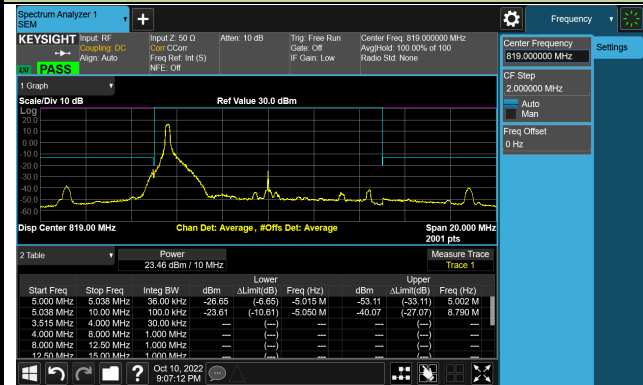 Spectrum Analyzer 1
SEM
Frequency
KEYSIGHT Input: RF Input Z: 50 Ω Atten: 10 dB Trig: Free Run Center Freq: 819.000000 MHz
Coupling: DC Corr CCorr Gate: Off Avg|Hold: 100.00% of 100
Align: Auto Freq Ref: Int (S) IF Gain: Low Radio Std: None
PASS NFE: Off
Center Frequency
819.000000 MHz
Settings
CF Step
2.000000 MHz
Auto
Man
Freq Offset
0 Hz
1 Graph
Scale/Div 10 dB Ref Value 30.0 dBm
Log
20.0
10.0
0.00
-10.0
-20.0
-30.0
-40.0
-50.0
-60.0
Disp Center 819.00 MHz Chan Det: Average, #Offs Det: Average Span 20.000 MHz
2001 pts
2 Table Power Measure Trace
23.46 dBm / 10 MHz Trace 1
Lower Upper
Start Freq Stop Freq Integ BW dBm ΔLimit(dB) Freq (Hz) dBm ΔLimit(dB) Freq (Hz)
5.000 MHz 5.038 MHz 36.00 kHz -26.65 (-6.65) -5.015 M -53.11 (-33.11) 5.002 M
5.038 MHz 10.00 MHz 100.0 kHz -23.61 (-10.61) -5.050 M -40.07 (-27.07) 8.790 M
3.515 MHz 4.000 MHz 30.00 kHz --- (---) --- --- (---) ---
4.000 MHz 8.000 MHz 1.000 MHz --- (---) --- --- (---) ---
8.000 MHz 12.50 MHz 1.000 MHz --- (---) --- --- (---) ---
12.50 MHz 15.00 MHz 1.000 MHz --- (---) --- --- (---) ---
Oct 10, 2022
9:07:12 PM